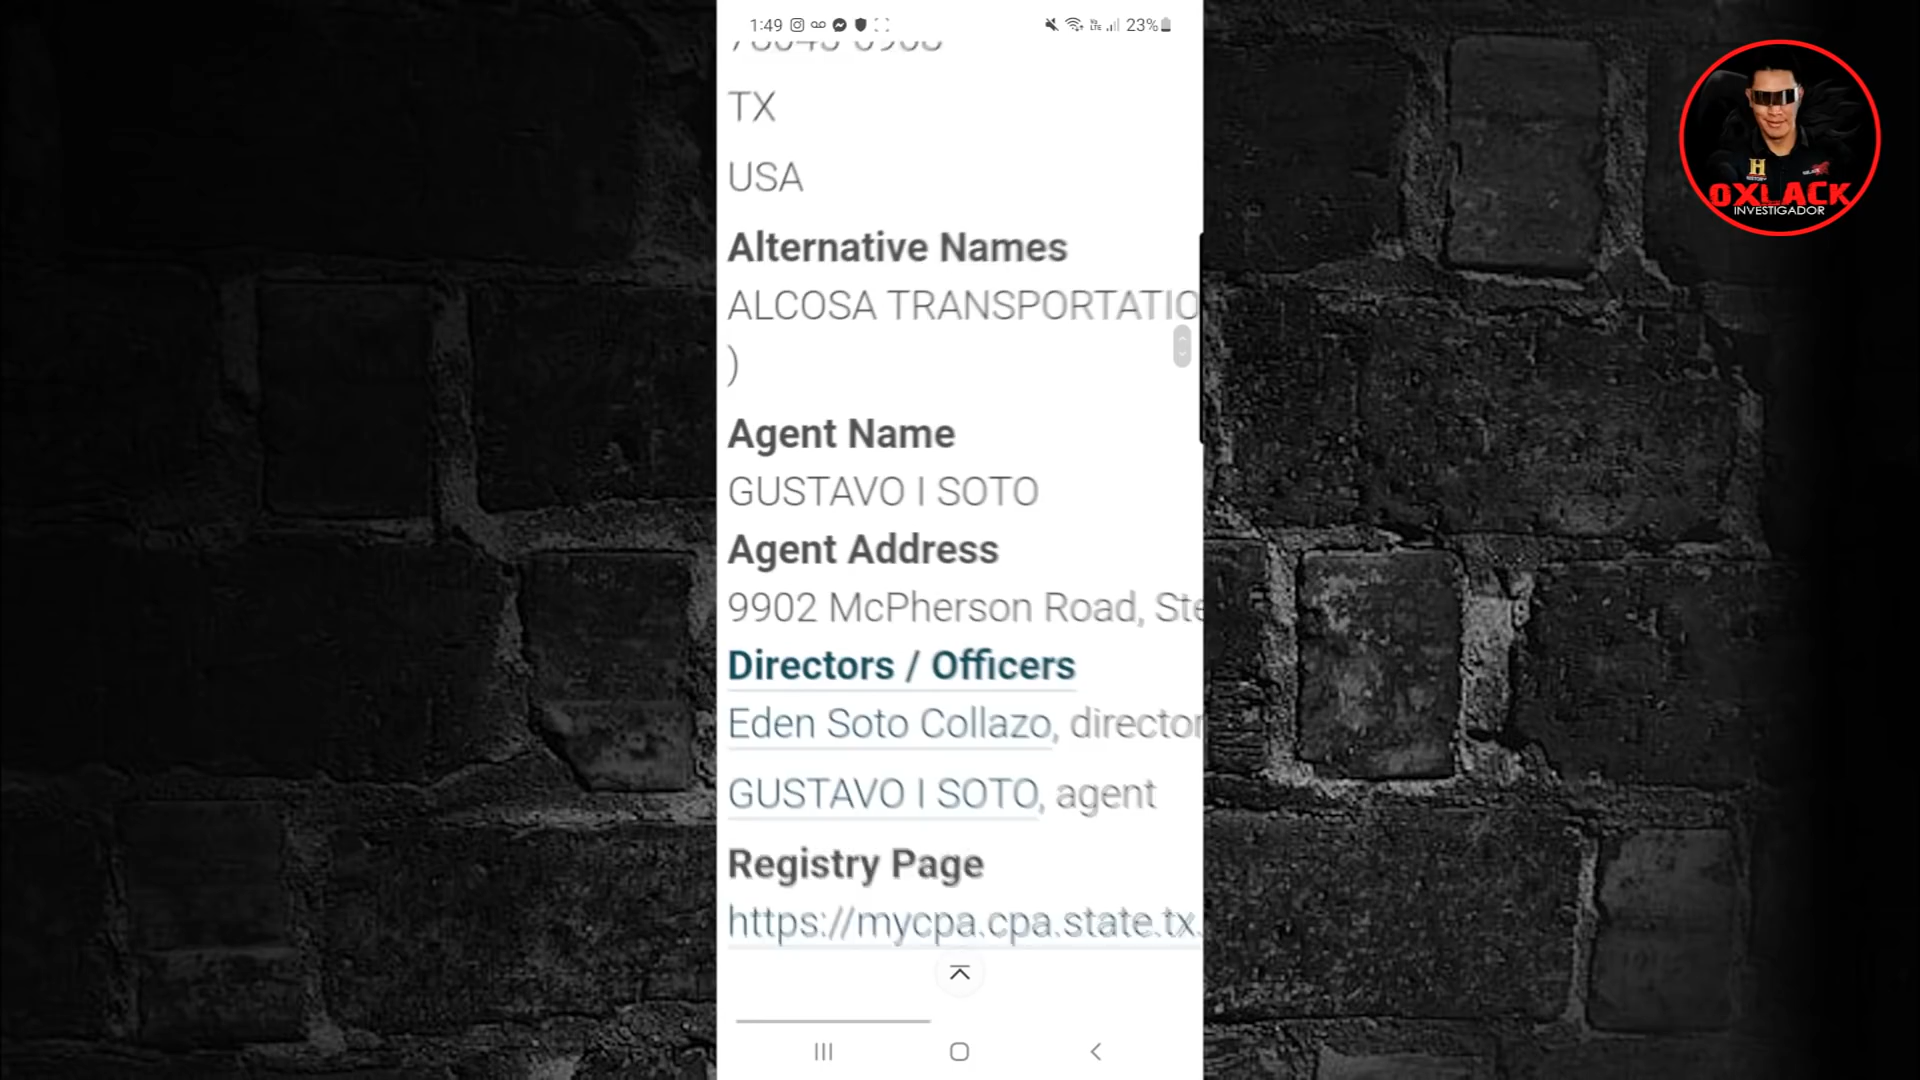 1:49
23%
TX
USA
Alternative Names
ALCOSA TRANSPORTATIO
)
Agent Name
GUSTAVO I SOTO
Agent Address
9902 McPherson Road, Ste
Directors / Officers
Eden Soto Collazo, director
GUSTAVO I SOTO, agent
Registry Page
https://mycpa.cpa.state.tx.
H
OXLACK
INVESTIGADOR